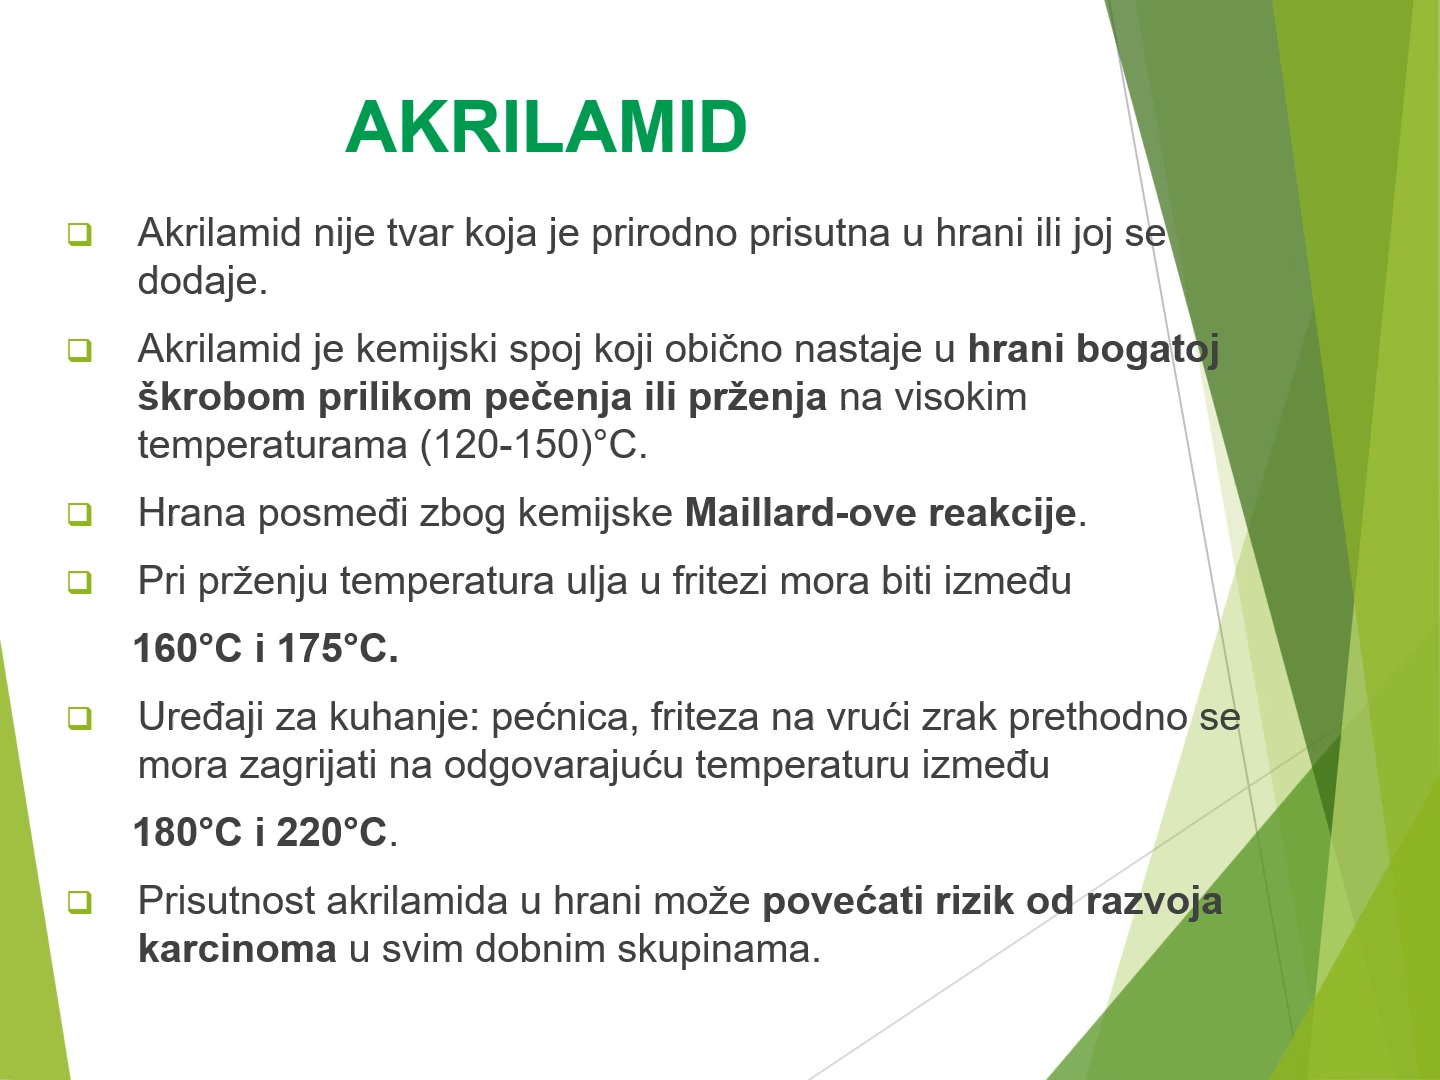 AKRILAMID
Akrilamid nije tvar koja je prirodno prisutna u hrani ili joj se
dodaje.
Akrilamid je kemijski spoj koji obično nastaje u hrani bogatoj
škrobom prilikom pečenja ili prženja na visokim
temperaturama (120-150)°C.
Hrana posmeđi zbog kemijske Maillard-ove reakcije.
Pri prženju temperatura ulja u fritezi mora biti između
160°C i 175°C.
Uređaji za kuhanje: pećnica, friteza na vrući zrak prethodno se
mora zagrijati na odgovarajuću temperaturu između
180°C i 220°C.
Prisutnost akrilamida u hrani može povećati rizik od razvoja
karcinoma u svim dobnim skupinama.